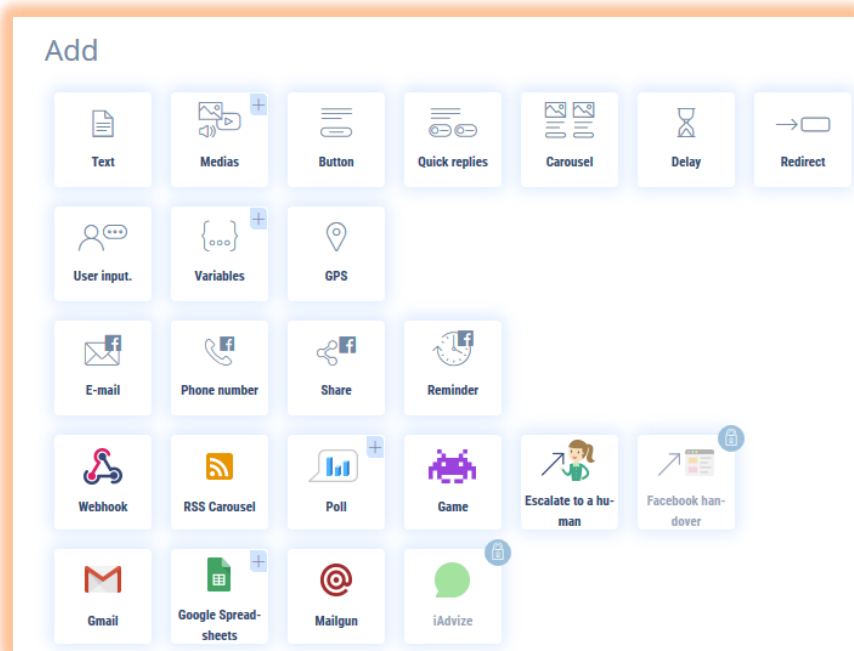 Add
Text
Medias
Button
Quick replies
Carousel
Delay
Redirect
User input.
Variables
GPS
E-mail
Phone number
Share
Reminder
Webhook
RSS Carousel
Poll
Game
Escalate to a hu-
man
Facebook han-
dover
Gmail
Google Spread-
sheets
Mailgun
iAdvize